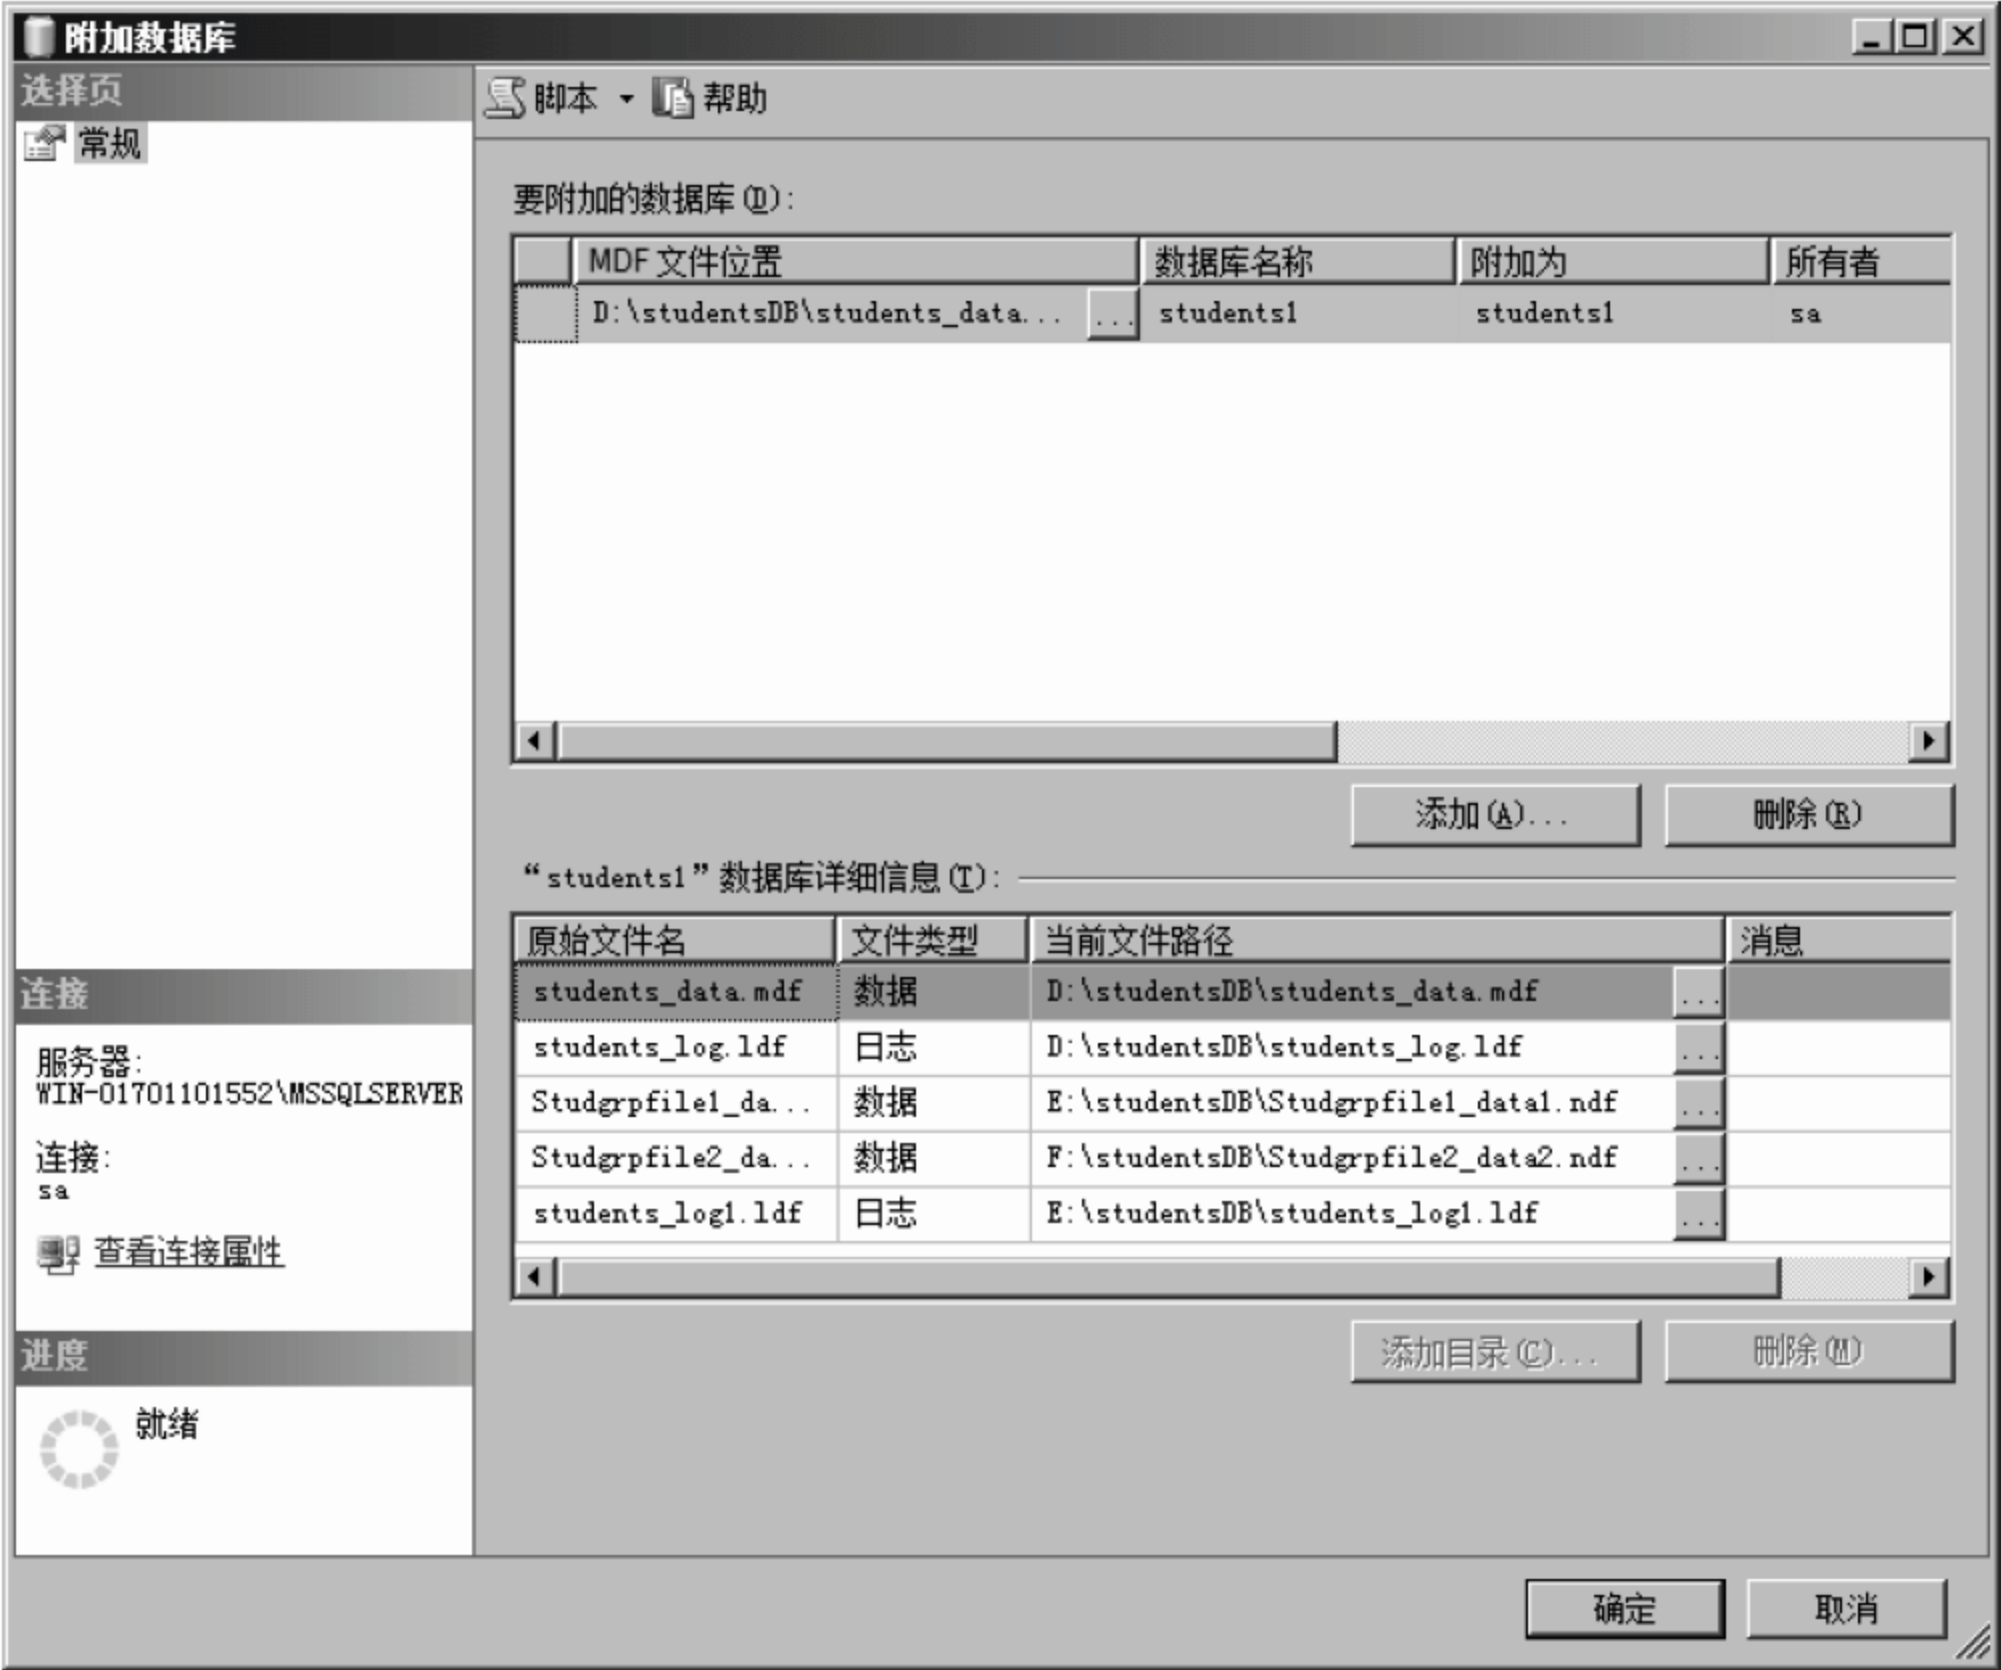 附加数据库
选择页
常规
脚本 帮助
要附加的数据库(D):
MDF 文件位置 数据库名称 附加为 所有者
D:\studentsDB\students_data... ... students1 students1 sa
添加(A)... 删除(R)
“students1”数据库详细信息(T):
原始文件名 文件类型 当前文件路径 消息
students_data.mdf 数据 D:\studentsDB\students_data.mdf ...
students_log.ldf 日志 D:\studentsDB\students_log.ldf ...
Studgrpfile1_da... 数据 E:\studentsDB\Studgrpfile1_data1.ndf ...
Studgrpfile2_da... 数据 F:\studentsDB\Studgrpfile2_data2.ndf ...
students_log1.ldf 日志 E:\studentsDB\students_log1.ldf ...
添加目录(C)... 删除(M)
连接
服务器:
WIN-01701101552\MSSQLSERVER
连接:
sa
查看连接属性
进度
就绪
确定 取消